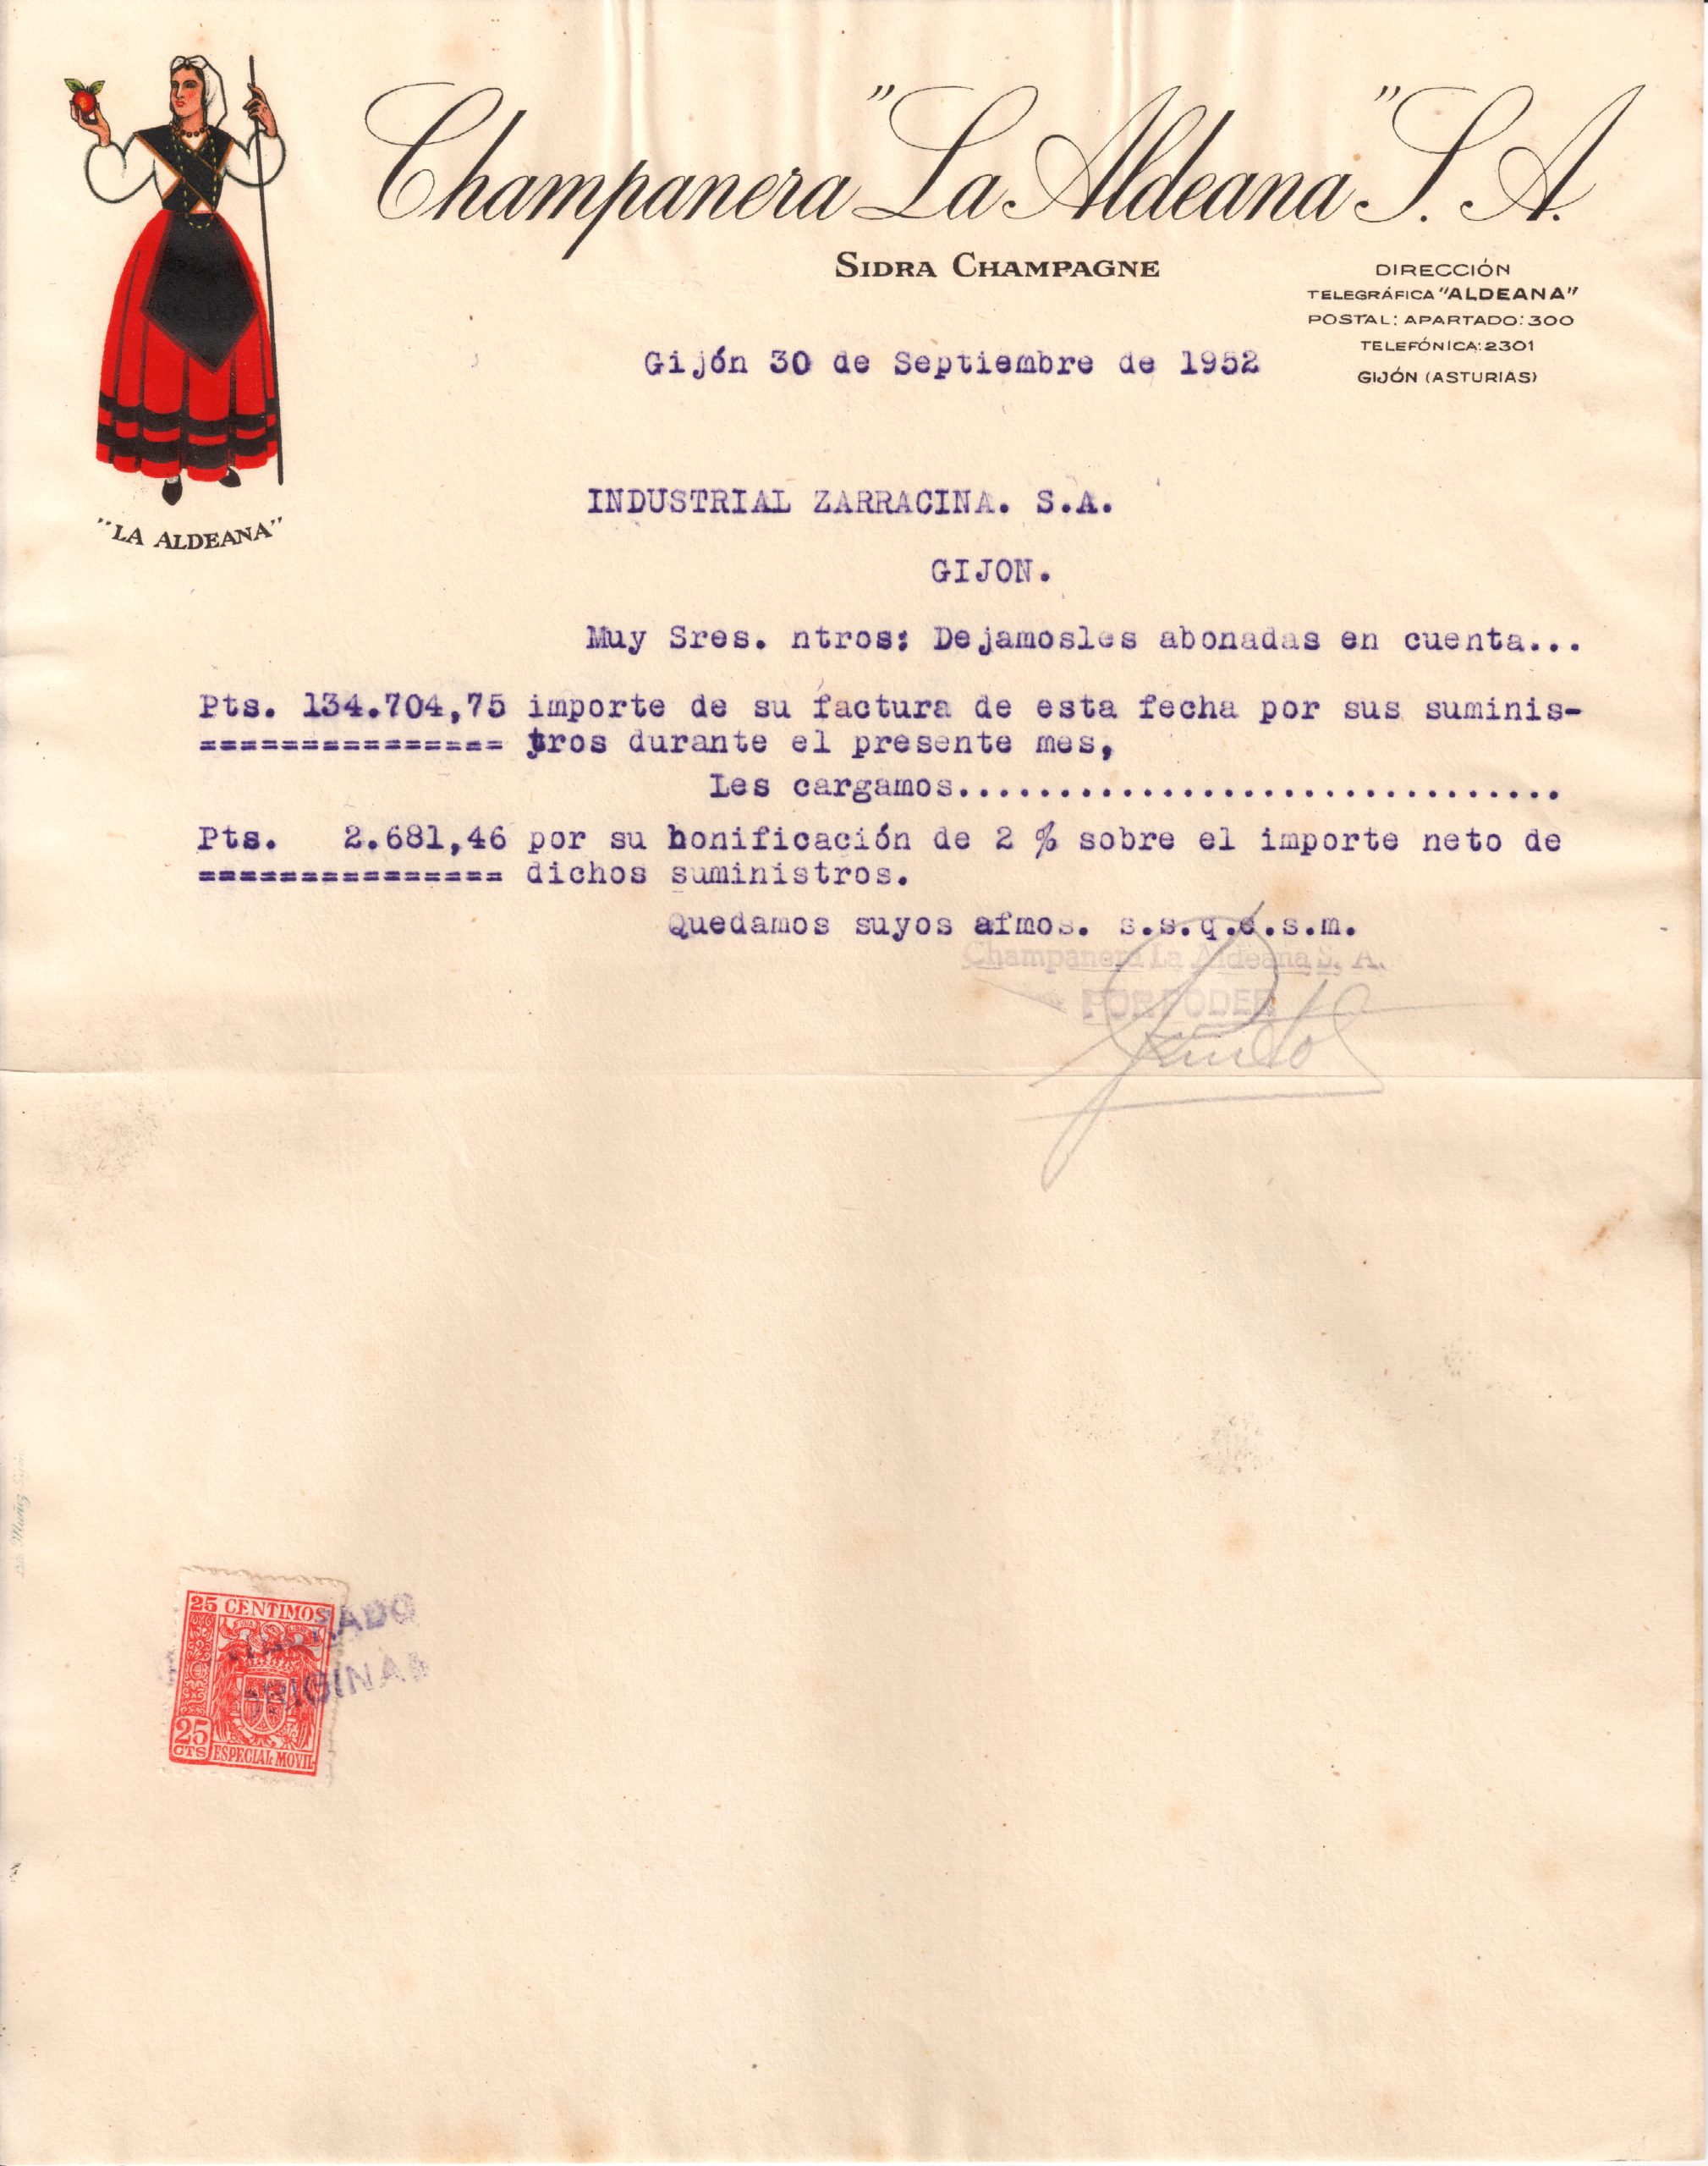 Champanera "La Aldeana" S. A.
SIDRA CHAMPAGNE
DIRECCIÓN
TELEGRÁFICA "ALDEANA"
POSTAL: APARTADO: 300
TELEFÓNICA: 2301
GIJÓN (ASTURIAS)
"LA ALDEANA"
Gijón 30 de Septiembre de 1952
INDUSTRIAL ZARRACINA. S.A.
GIJON.
Muy Sres. ntros: Dejamosles abonadas en cuenta...
Pts. 134.704,75 importe de su factura de esta fecha por sus suminis-
=============== tros durante el presente mes,
Les cargamos..............................
Pts. 2.681,46 por su bonificación de 2 % sobre el importe neto de
=============== dichos suministros.
Quedamos suyos afmos. s.s.q.e.s.m.
Champanera La Aldeana S. A.
POR PODER
25 CENTIMOS
ORIGINAL
25
CTS
ESPECIAL MOVIL